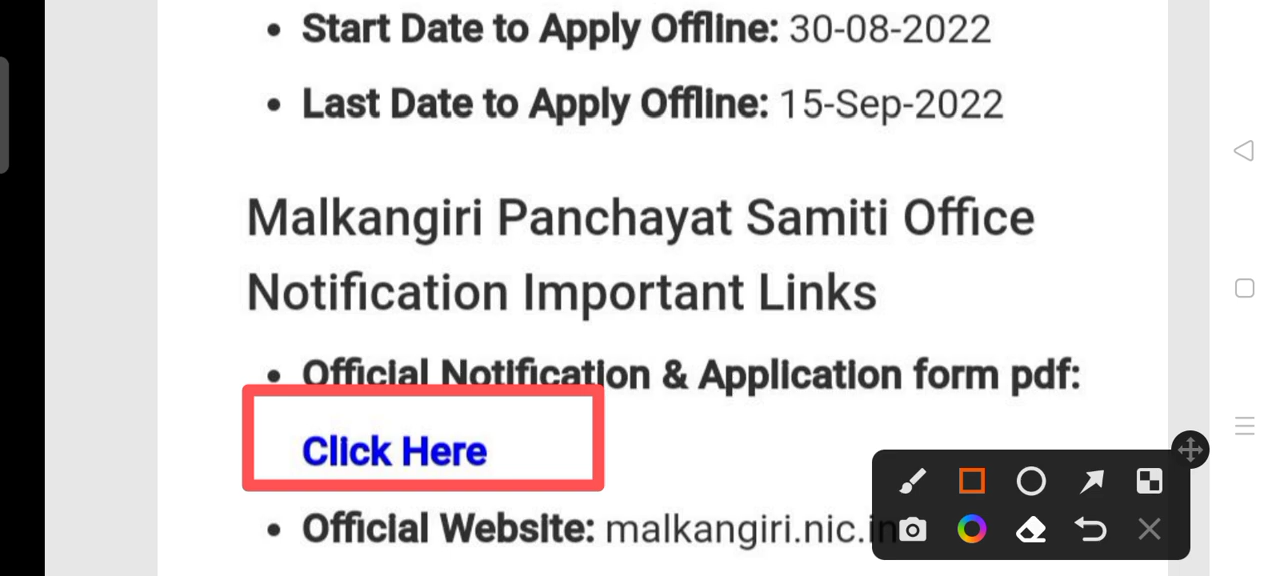 Start Date to Apply Offline: 30-08-2022
Last Date to Apply Offline: 15-Sep-2022
Malkangiri Panchayat Samiti Office
Notification Important Links
Official Notification & Application form pdf:
Click Here
Official Website: malkangiri.nic.in